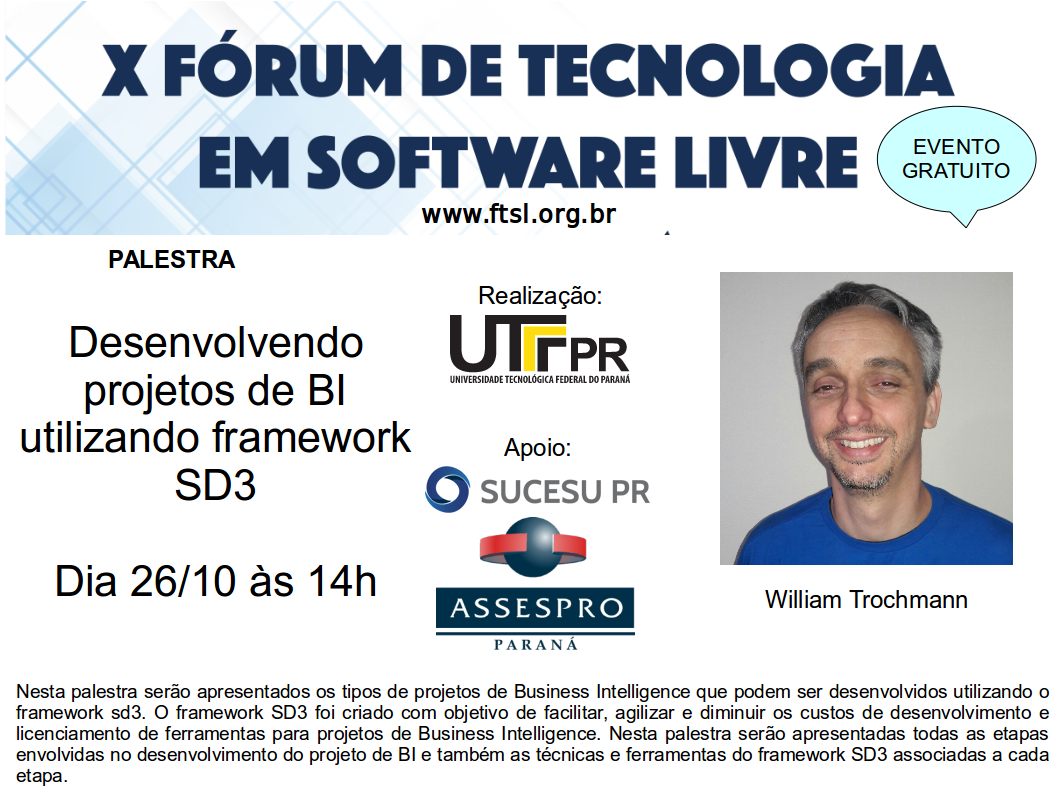 X FÓRUM DE TECNOLOGIA
EM SOFTWARE LIVRE
www.ftsl.org.br
EVENTO
GRATUITO
PALESTRA
Desenvolvendo
projetos de BI
utilizando framework
SD3
Dia 26/10 às 14h
Realização:
UTFPR
UNIVERSIDADE TECNOLÓGICA FEDERAL DO PARANÁ
Apoio:
SUCESU PR
ASSESPRO
PARANÁ
William Trochmann
Nesta palestra serão apresentados os tipos de projetos de Business Intelligence que podem ser desenvolvidos utilizando o
framework sd3. O framework SD3 foi criado com objetivo de facilitar, agilizar e diminuir os custos de desenvolvimento e
licenciamento de ferramentas para projetos de Business Intelligence. Nesta palestra serão apresentadas todas as etapas
envolvidas no desenvolvimento do projeto de BI e também as técnicas e ferramentas do framework SD3 associadas a cada
etapa.